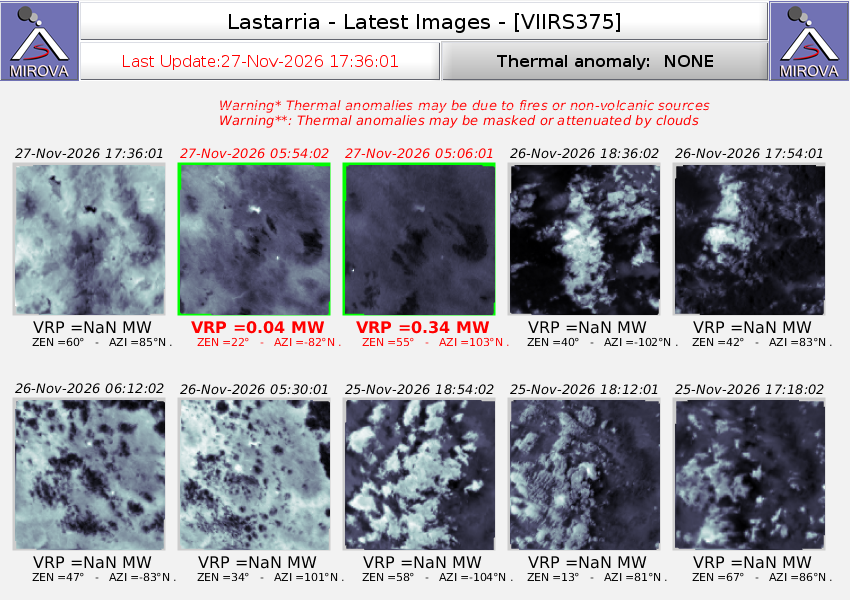 Lastarria - Latest Images - [VIIRS375]
MIROVA
Last Update:27-Nov-2026 17:36:01
Thermal anomaly: NONE
MIROVA
Warning* Thermal anomalies may be due to fires or non-volcanic sources
Warning**: Thermal anomalies may be masked or attenuated by clouds
27-Nov-2026 17:36:01 27-Nov-2026 05:54:02 27-Nov-2026 05:06:01 26-Nov-2026 18:36:02 26-Nov-2026 17:54:01
VRP =NaN MW VRP =0.04 MW VRP =0.34 MW VRP =NaN MW VRP =NaN MW
ZEN =60° - AZI =85°N . ZEN =22° - AZI =-82°N . ZEN =55° - AZI =103°N . ZEN =40° - AZI =-102°N . ZEN =42° - AZI =83°N .
26-Nov-2026 06:12:02 26-Nov-2026 05:30:01 25-Nov-2026 18:54:02 25-Nov-2026 18:12:01 25-Nov-2026 17:18:02
VRP =NaN MW VRP =NaN MW VRP =NaN MW VRP =NaN MW VRP =NaN MW
ZEN =47° - AZI =-83°N . ZEN =34° - AZI =101°N . ZEN =58° - AZI =-104°N . ZEN =13° - AZI =81°N . ZEN =67° - AZI =86°N .